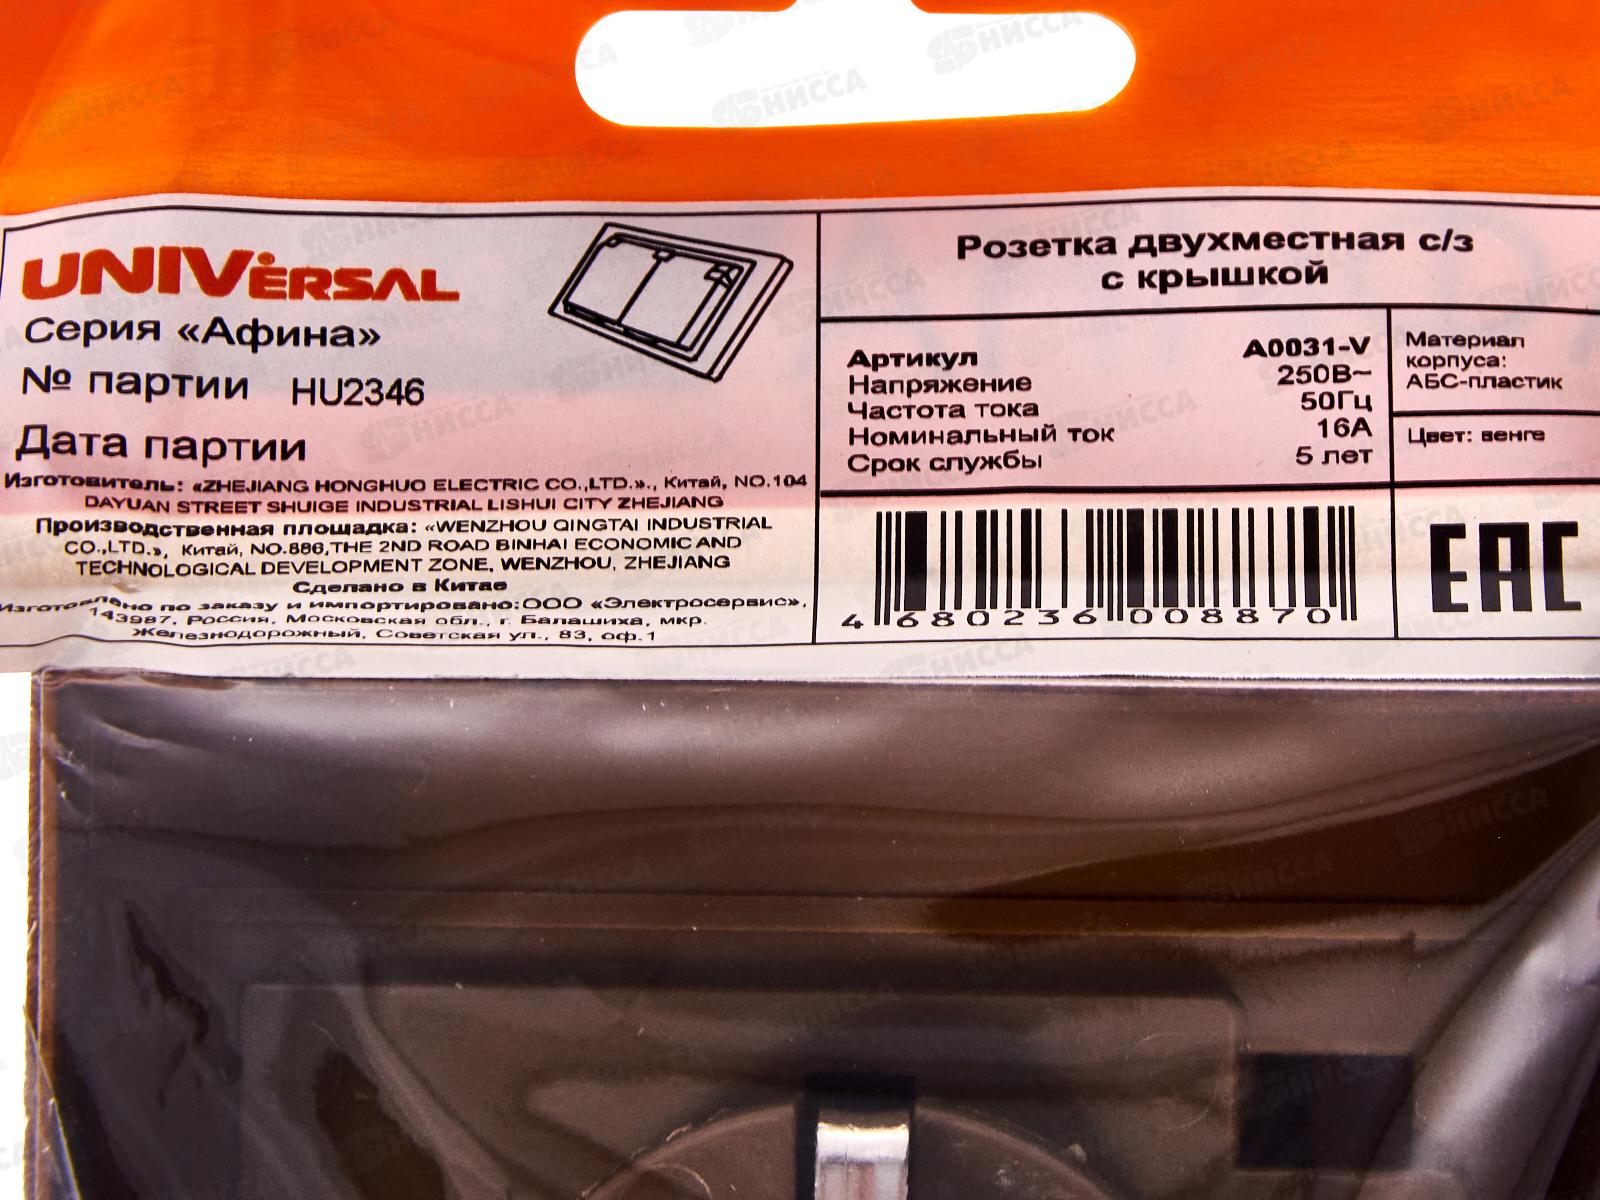 UNIVersAL
Серия «Афина»
№ партии HU2346
Дата партии
Изготовитель: «ZHEJIANG HONGHUO ELECTRIC CO.,LTD.»., Китай, NO.104
DAYUAN STREET SHUIGE INDUSTRIAL LISHUI CITY ZHEJIANG
Производственная площадка: «WENZHOU QINGTAI INDUSTRIAL
CO.,LTD.», Китай, NO.886,THE 2ND ROAD BINHAI ECONOMIC AND
TECHNOLOGICAL DEVELOPMENT ZONE, WENZHOU, ZHEJIANG
Сделано в Китае
Изготовлено по заказу и импортировано:ООО «Электросервис»,
143987, Россия, Московская обл., г. Балашиха, мкр.
Железнодорожный, Советская ул., 83, оф.1
Розетка двухместная с/з
с крышкой
Артикул A0031-V
Напряжение 250В~
Частота тока 50Гц
Номинальный ток 16А
Срок службы 5 лет
Материал
корпуса:
АБС-пластик
Цвет: венге
4 680236 008870
EAC
НИССА